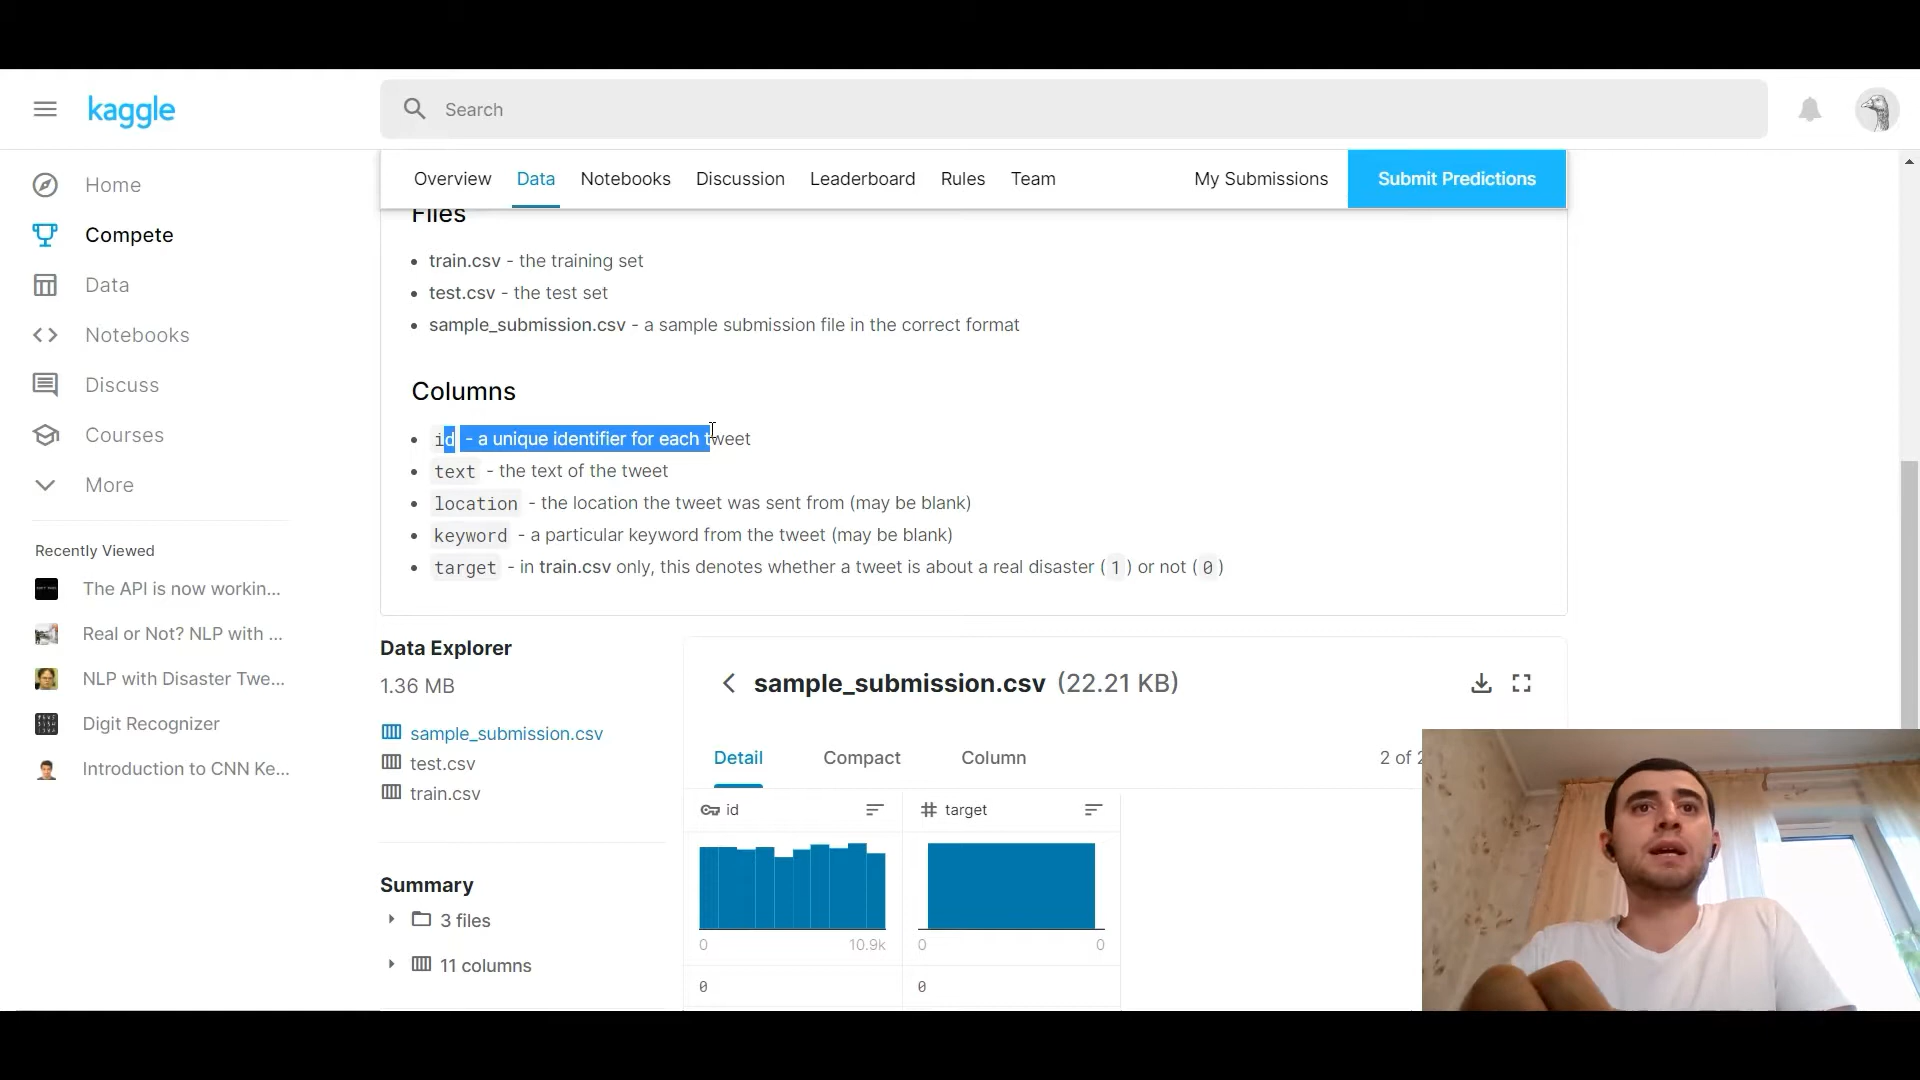 kaggle
Search
Home
Compete
Data
Notebooks
Discuss
Courses
More
Recently Viewed
The API is now workin...
Real or Not? NLP with ...
NLP with Disaster Twe...
Digit Recognizer
Introduction to CNN Ke...
Overview Data Notebooks Discussion Leaderboard Rules Team My Submissions Submit Predictions
Files
train.csv - the training set
test.csv - the test set
sample_submission.csv - a sample submission file in the correct format
Columns
id - a unique identifier for each tweet
text - the text of the tweet
location - the location the tweet was sent from (may be blank)
keyword - a particular keyword from the tweet (may be blank)
target - in train.csv only, this denotes whether a tweet is about a real disaster (1) or not (0)
Data Explorer
1.36 MB
sample_submission.csv
test.csv
train.csv
Summary
3 files
11 columns
sample_submission.csv (22.21 KB)
Detail Compact Column 2 of 2
id target
0 10.9k 0 0
0 0